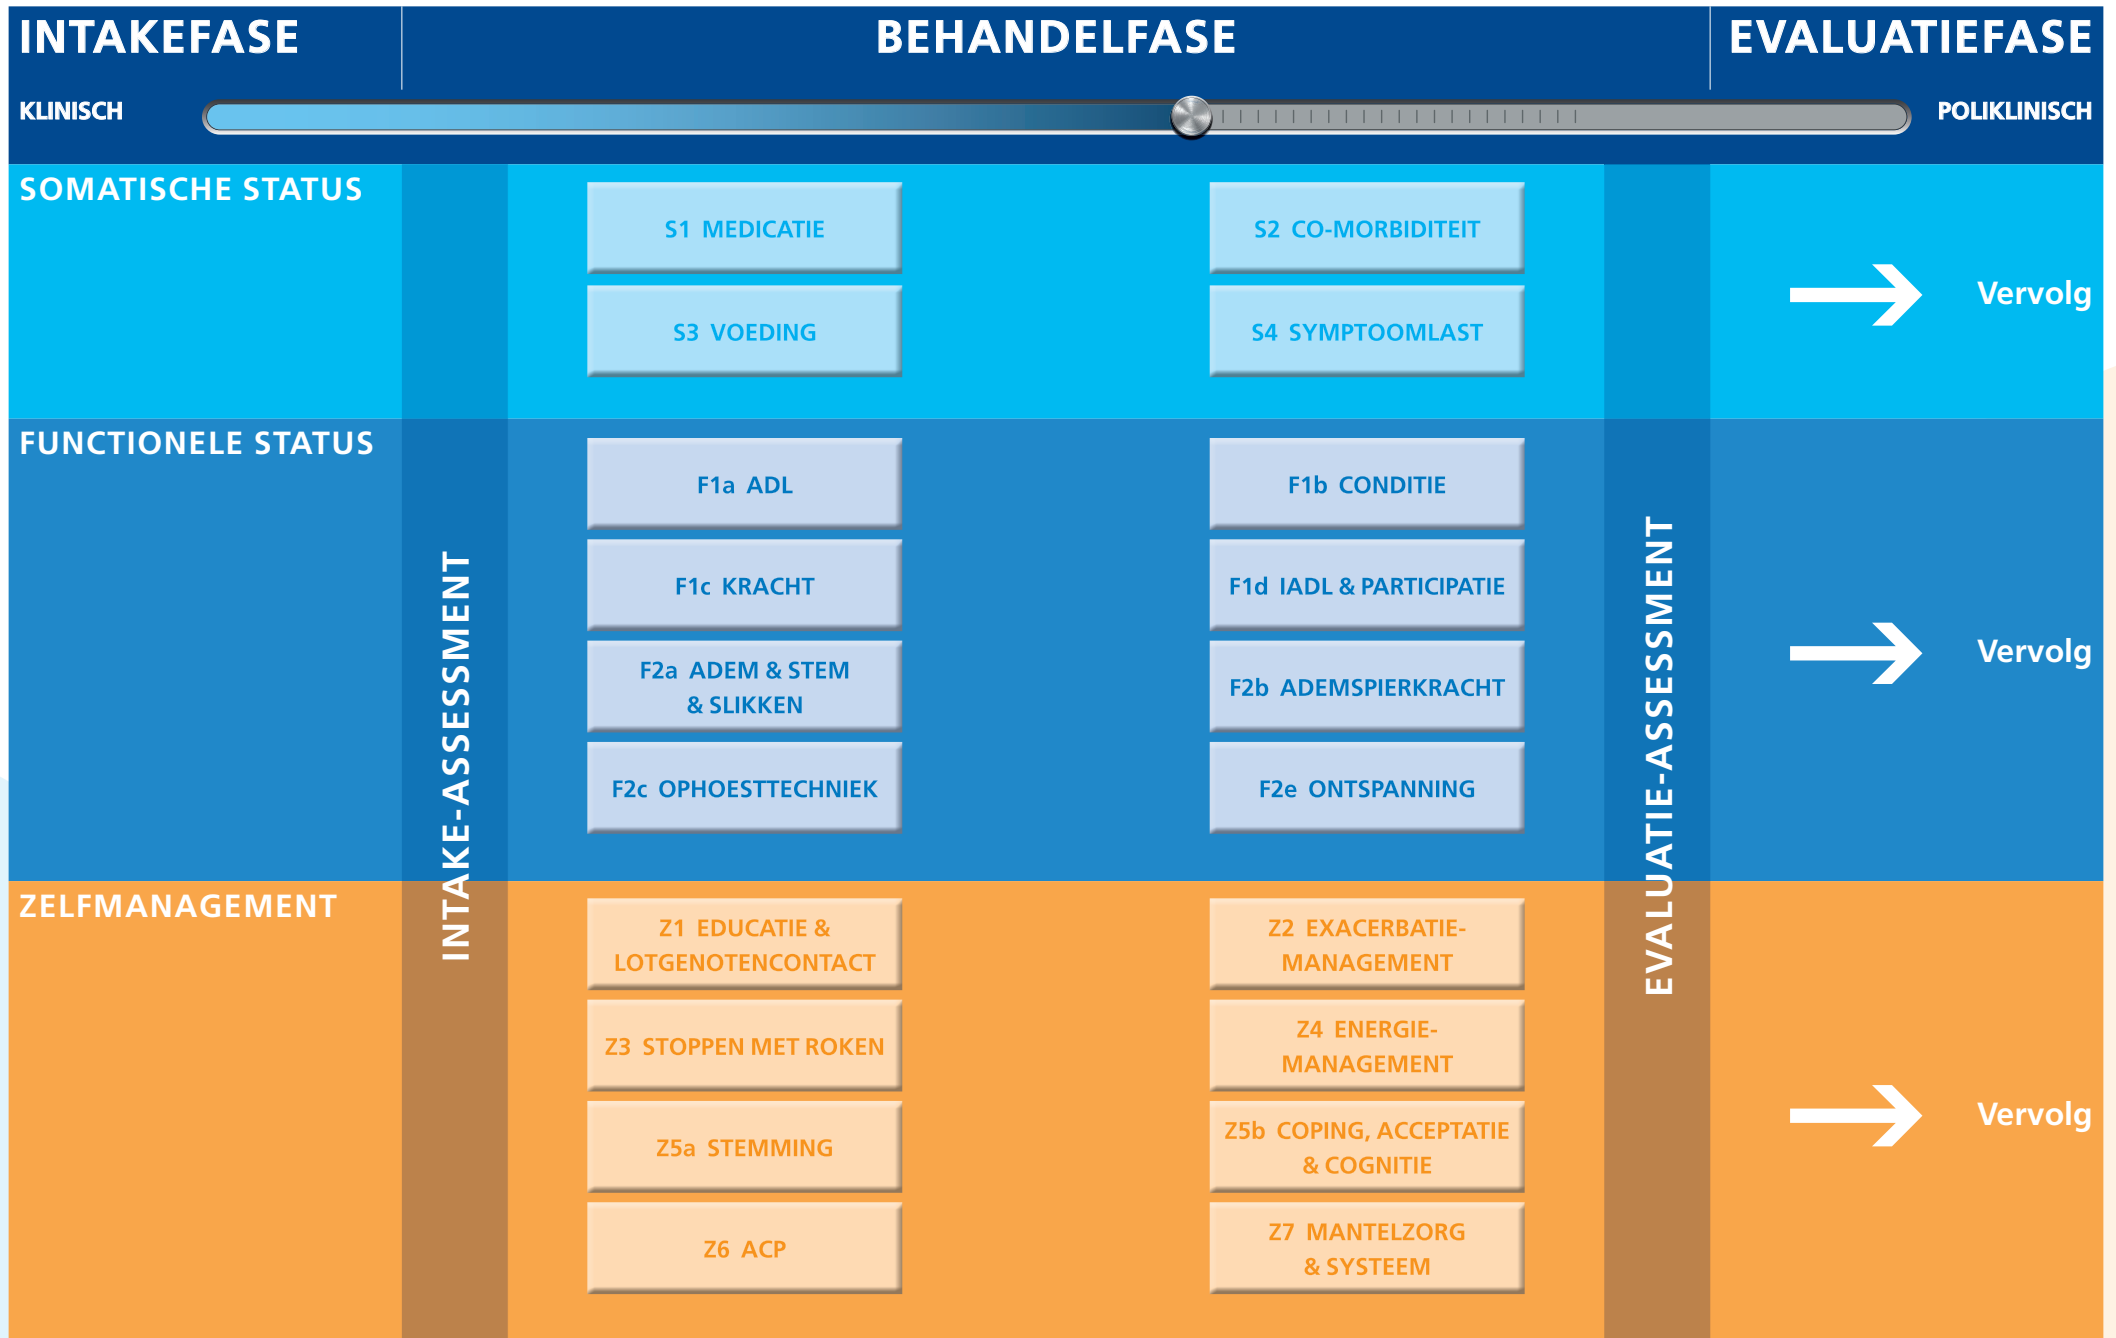 INTAKEFASE
BEHANDELFASE
EVALUATIEFASE
KLINISCH
POLIKLINISCH
SOMATISCHE STATUS
S1 MEDICATIE
S2 CO-MORBIDITEIT
S3 VOEDING
S4 SYMPTOOMLAST
Vervolg
FUNCTIONELE STATUS
F1a ADL
F1b CONDITIE
F1c KRACHT
F1d IADL & PARTICIPATIE
F2a ADEM & STEM
& SLIKKEN
F2b ADEMSPIERKRACHT
F2c OPHOESTTECHNIEK
F2e ONTSPANNING
Vervolg
INTAKE-ASSESSMENT
EVALUATIE-ASSESSMENT
ZELFMANAGEMENT
Z1 EDUCATIE &
LOTGENOTENCONTACT
Z2 EXACERBATIE-
MANAGEMENT
Z3 STOPPEN MET ROKEN
Z4 ENERGIE-
MANAGEMENT
Z5a STEMMING
Z5b COPING, ACCEPTATIE
& COGNITIE
Z6 ACP
Z7 MANTELZORG
& SYSTEEM
Vervolg